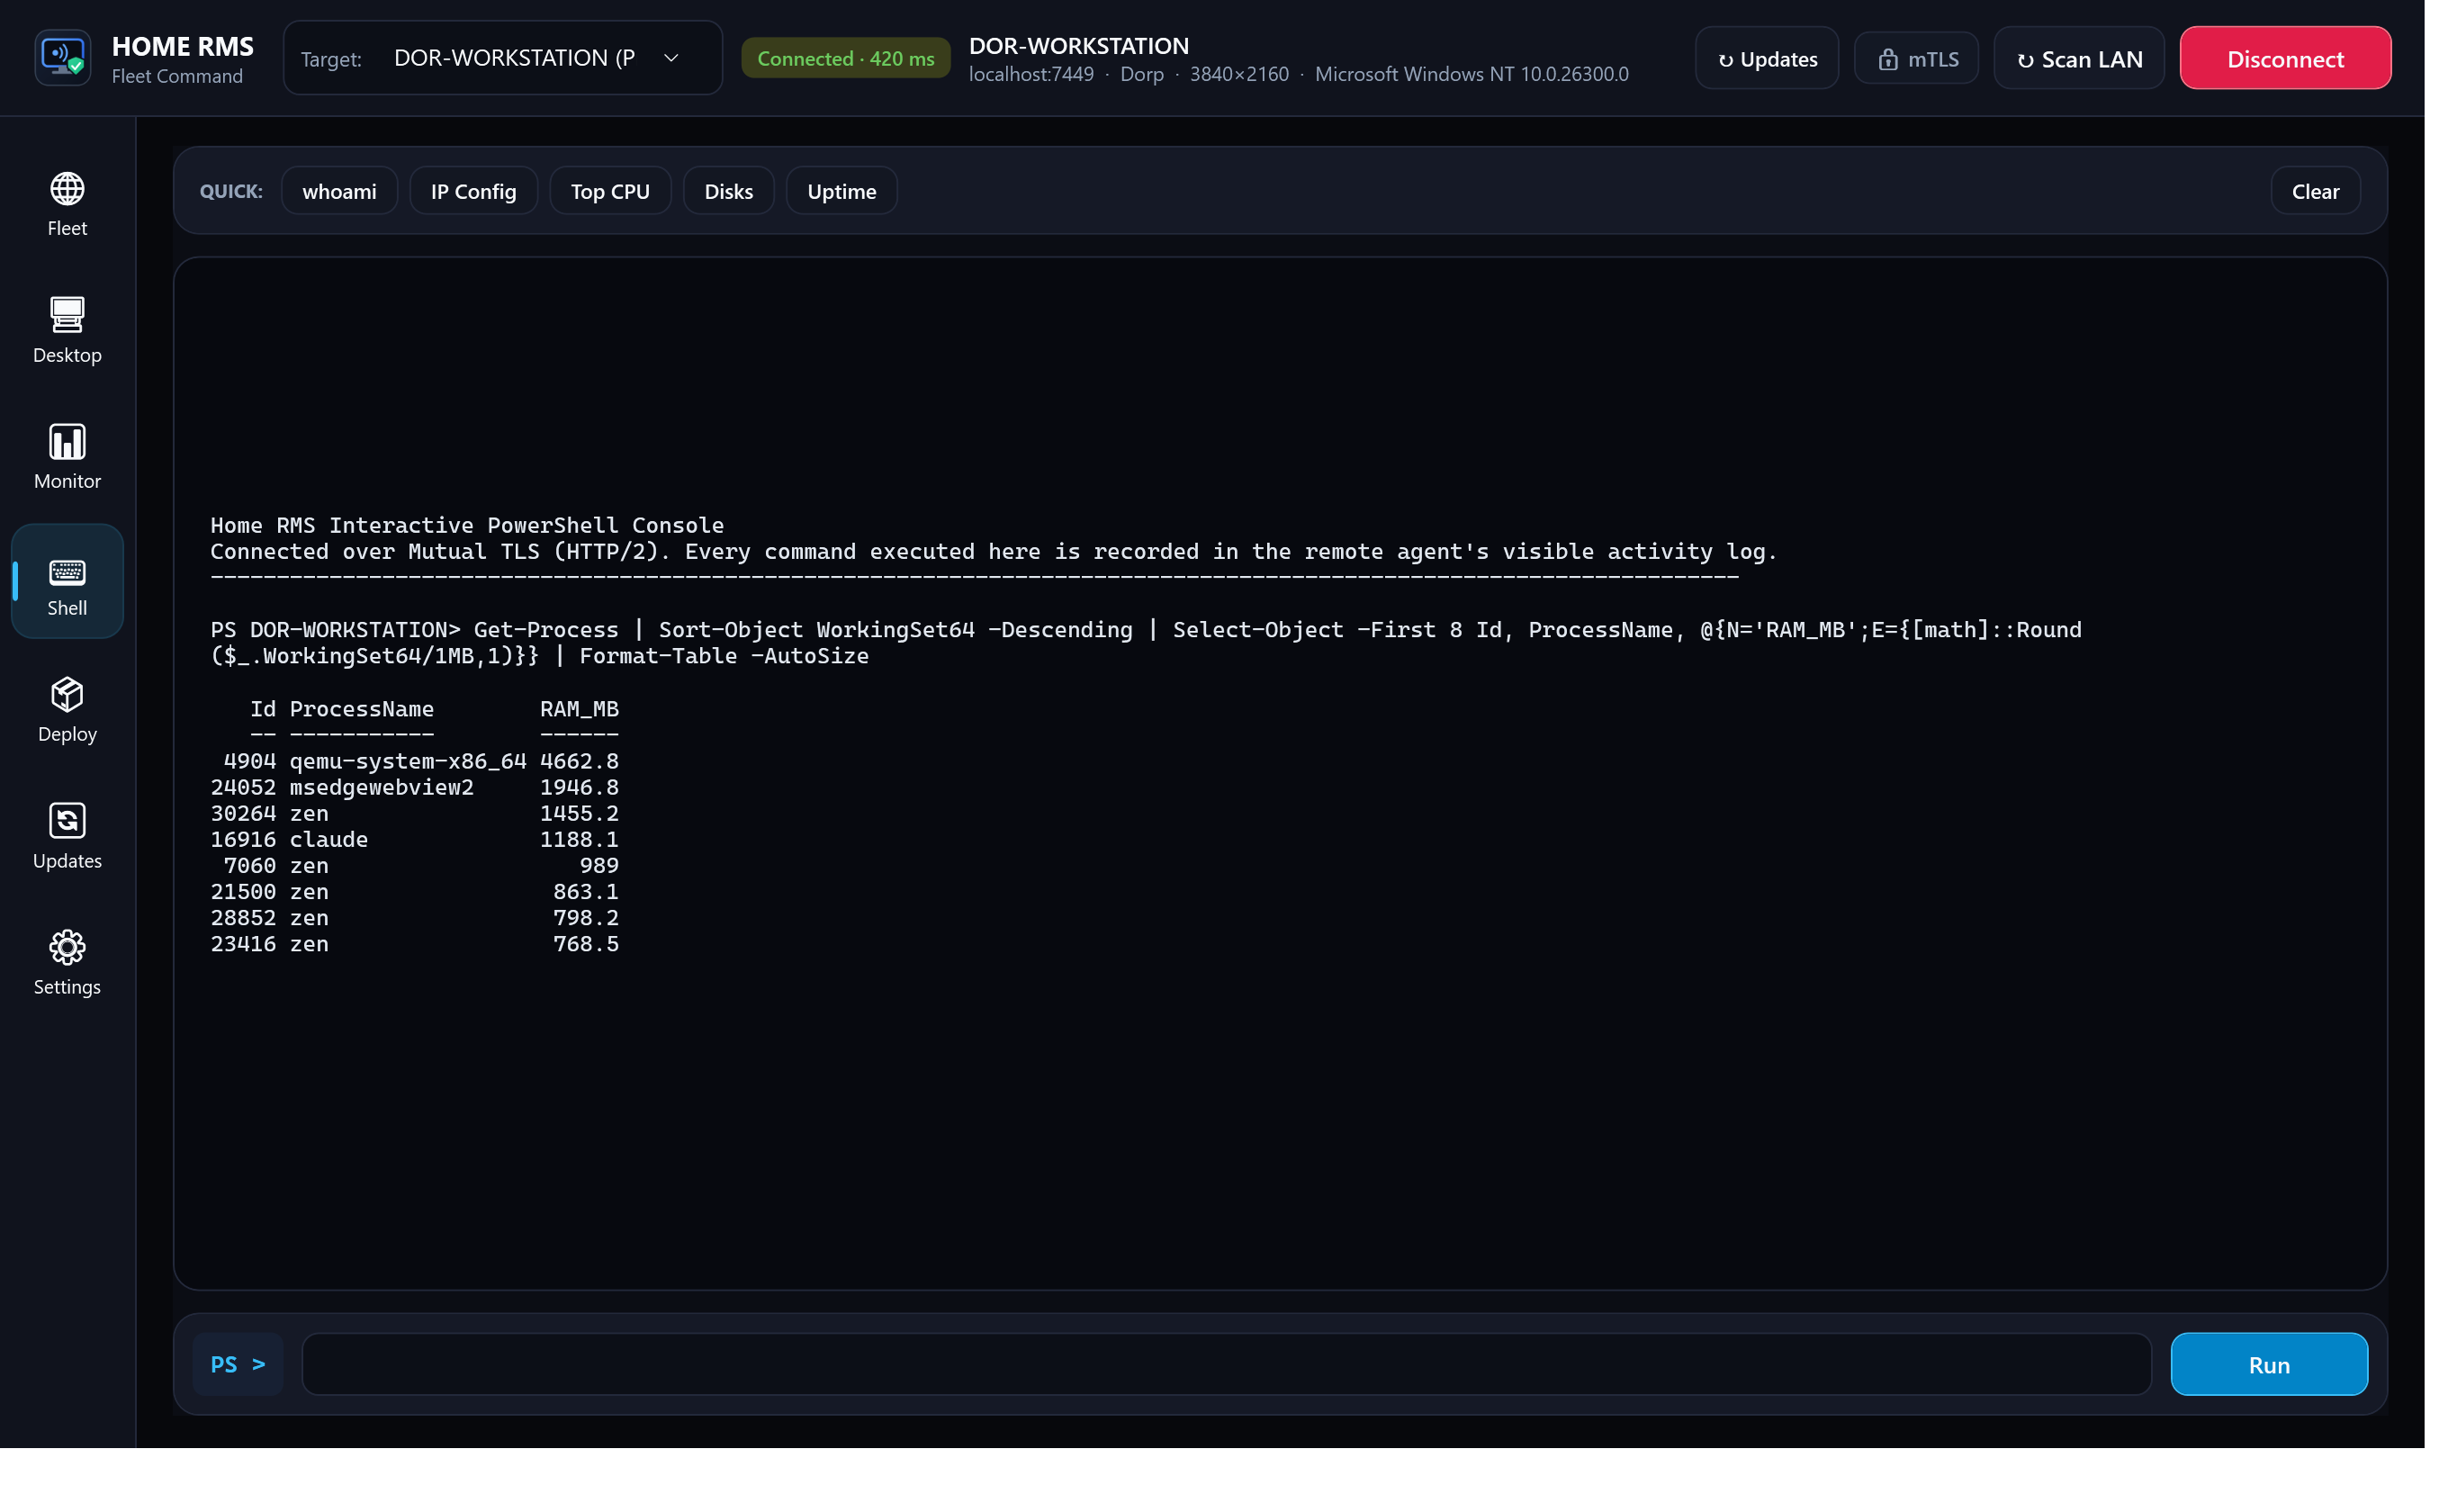 HOME RMS
Fleet Command
Target: DOR-WORKSTATION (P
Connected · 420 ms
DOR-WORKSTATION
localhost:7449 · Dorp · 3840×2160 · Microsoft Windows NT 10.0.26300.0
↻ Updates
mTLS
↻ Scan LAN
Disconnect
Fleet
Desktop
Monitor
Shell
Deploy
Updates
Settings
QUICK: whoami IP Config Top CPU Disks Uptime Clear
Home RMS Interactive PowerShell Console
Connected over Mutual TLS (HTTP/2). Every command executed here is recorded in the remote agent's visible activity log.
--------------------------------------------------------------------------------------------------------------------
PS DOR-WORKSTATION> Get-Process | Sort-Object WorkingSet64 -Descending | Select-Object -First 8 Id, ProcessName, @{N='RAM_MB';E={[math]::Round
($_.WorkingSet64/1MB,1)}} | Format-Table -AutoSize
   Id ProcessName        RAM_MB
   -- -----------        ------
 4904 qemu-system-x86_64 4662.8
24052 msedgewebview2     1946.8
30264 zen                1455.2
16916 claude             1188.1
 7060 zen                   989
21500 zen                 863.1
28852 zen                 798.2
23416 zen                 768.5
PS >
Run